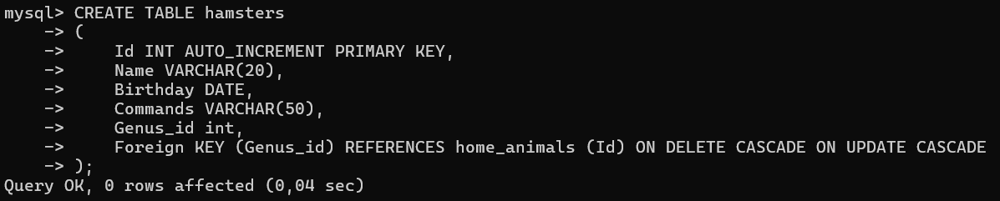 mysql> CREATE TABLE hamsters
    -> (
    ->     Id INT AUTO_INCREMENT PRIMARY KEY,
    ->     Name VARCHAR(20),
    ->     Birthday DATE,
    ->     Commands VARCHAR(50),
    ->     Genus_id int,
    ->     Foreign KEY (Genus_id) REFERENCES home_animals (Id) ON DELETE CASCADE ON UPDATE CASCADE
    -> );
Query OK, 0 rows affected (0,04 sec)